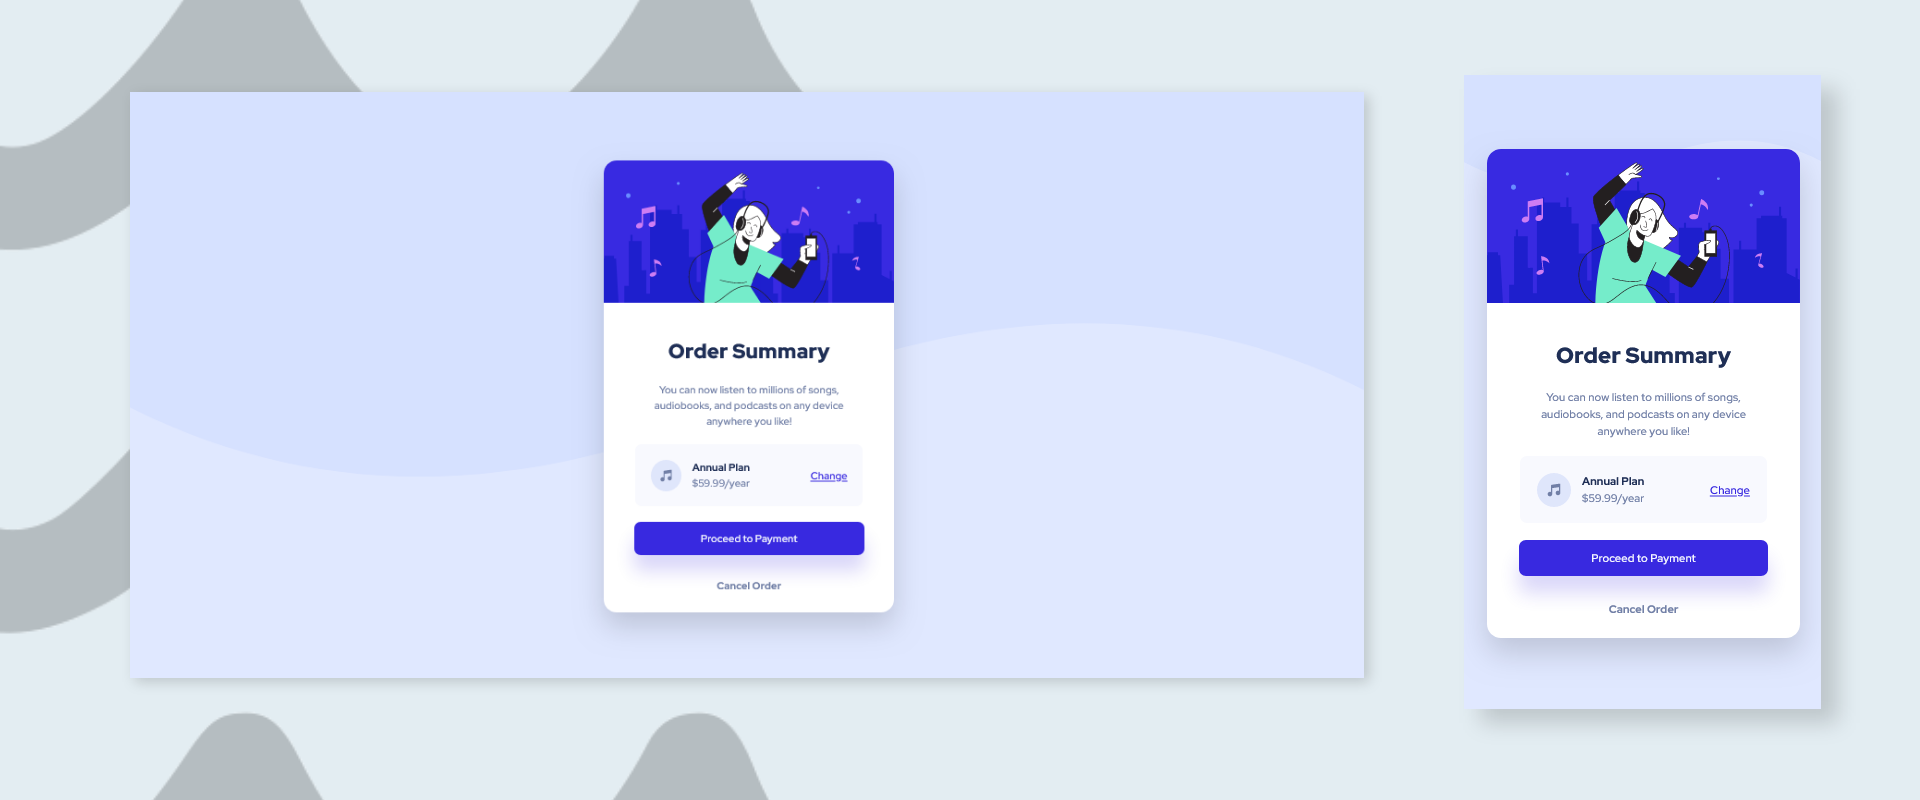 Order Summary
You can now listen to millions of songs,
audiobooks, and podcasts on any device
anywhere you like!
Annual Plan
$59.99/year
Change
Proceed to Payment
Cancel Order
Order Summary
You can now listen to millions of songs,
audiobooks, and podcasts on any device
anywhere you like!
Annual Plan
$59.99/year
Change
Proceed to Payment
Cancel Order